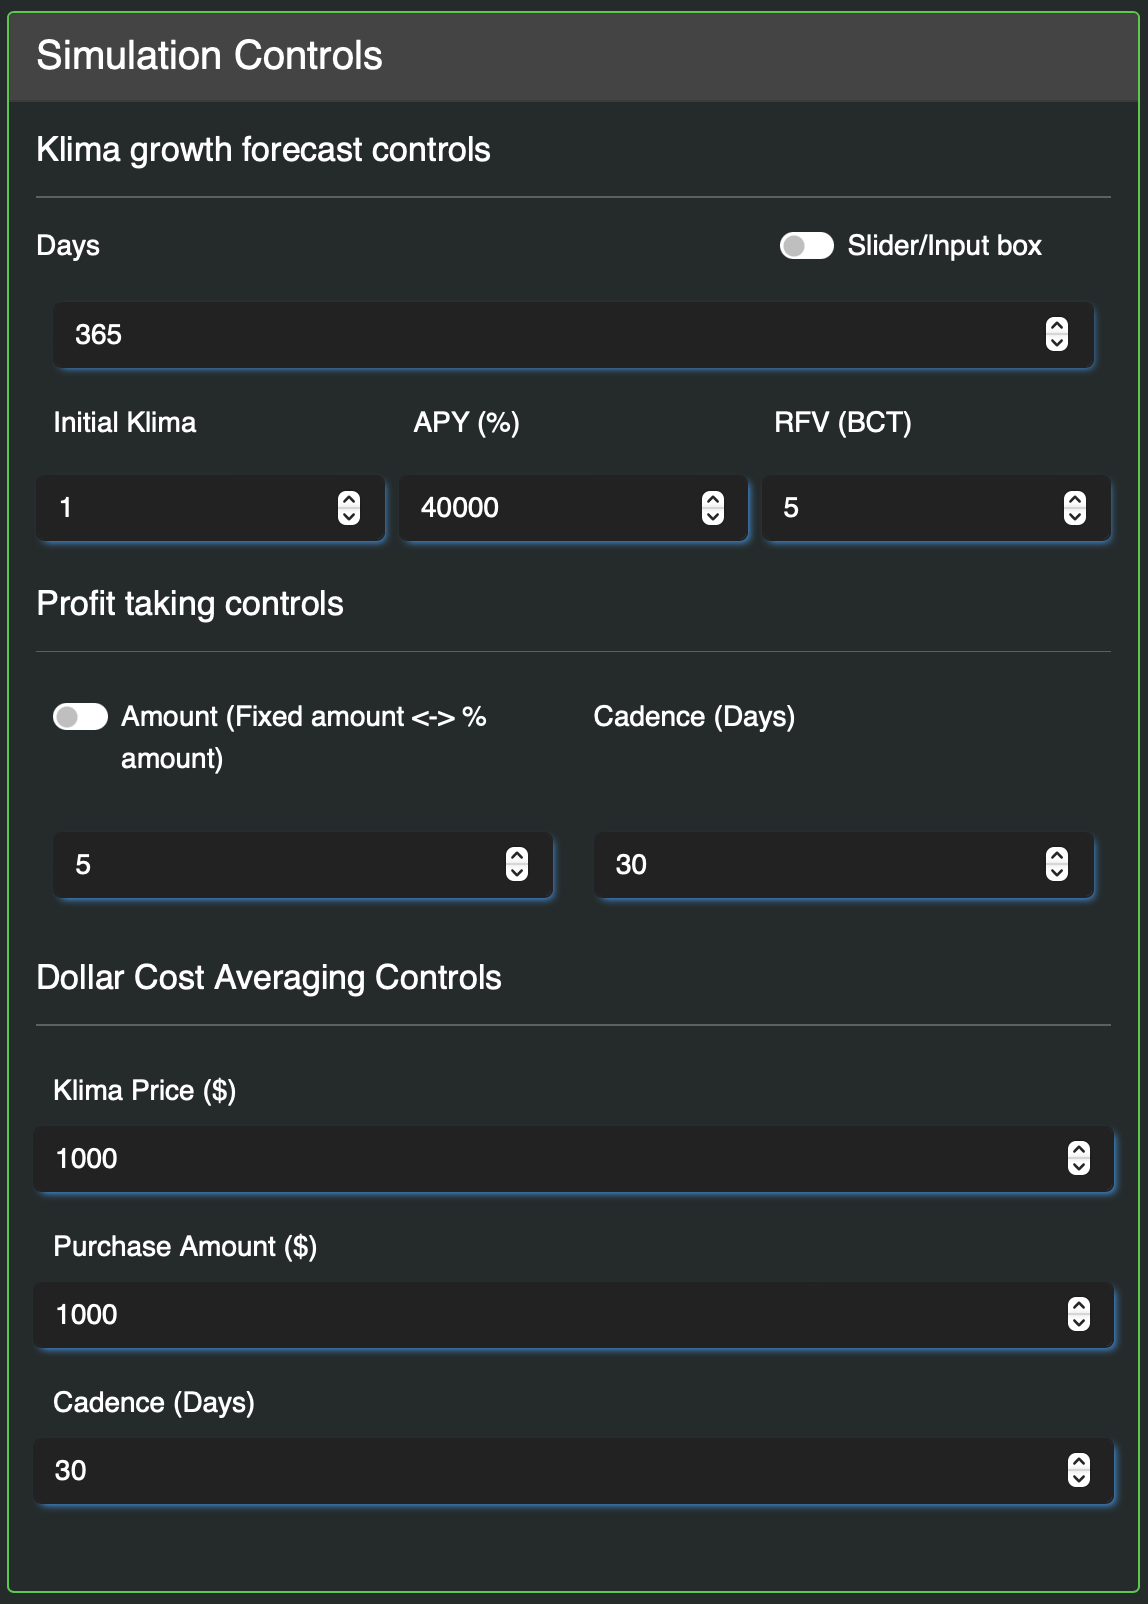 Simulation Controls
Klima growth forecast controls
Days
Slider/Input box
365
Initial Klima
APY (%)
RFV (BCT)
1
40000
5
Profit taking controls
Amount (Fixed amount <-> %
amount)
Cadence (Days)
5
30
Dollar Cost Averaging Controls
Klima Price ($)
1000
Purchase Amount ($)
1000
Cadence (Days)
30